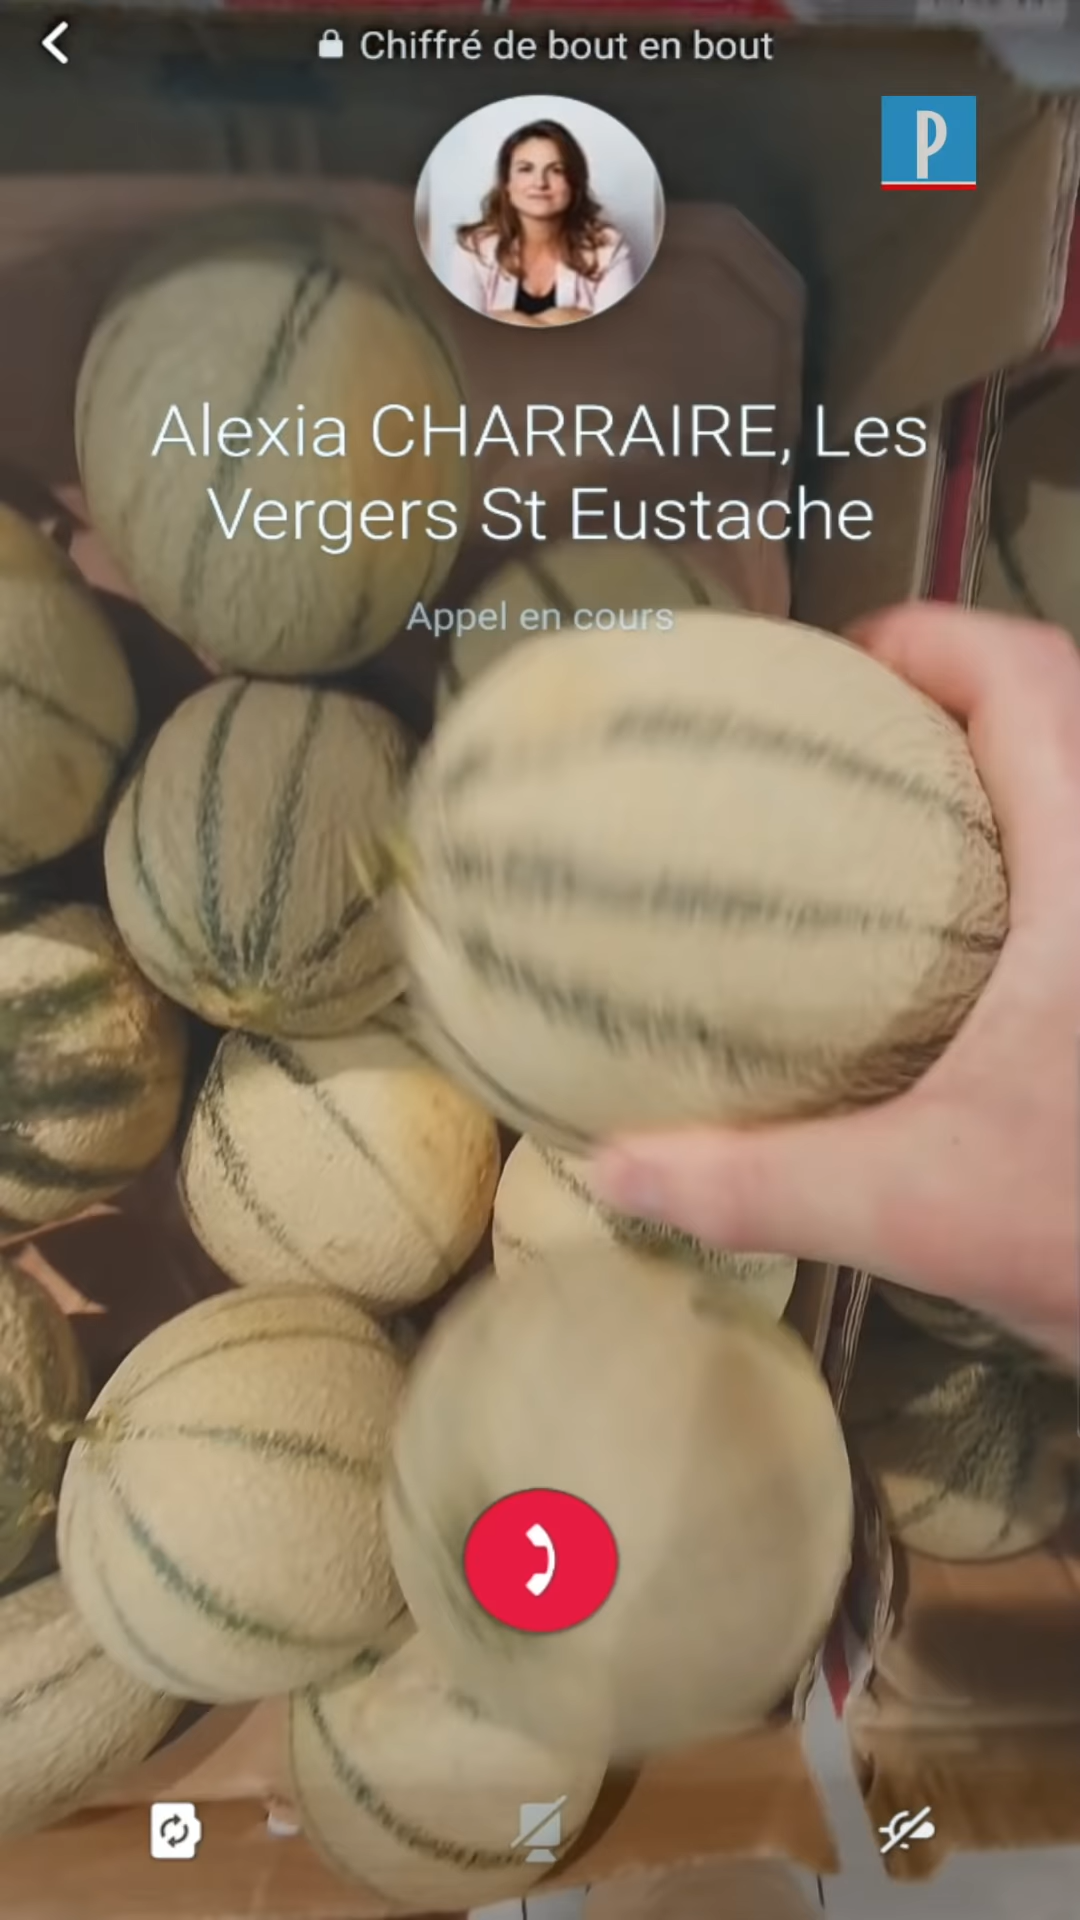 Chiffré de bout en bout
P
Alexia CHARRAIRE, Les
Vergers St Eustache
Appel en cours